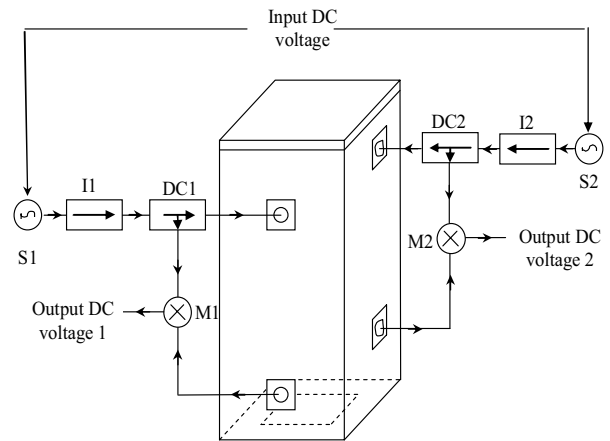 Input DC
voltage
DC2
I2
S2
I1
DC1
S1
M2
Output DC
voltage 2
Output DC
voltage 1
M1